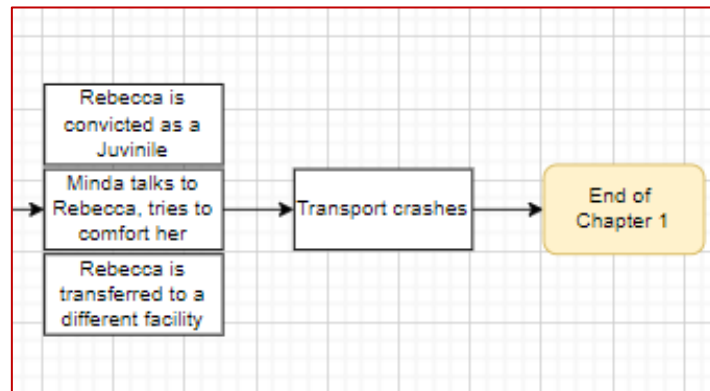 Rebecca is
convicted as a
Juvinile
Minda talks to
Rebecca, tries to
comfort her
Rebecca is
transferred to a
different facility
Transport crashes
End of
Chapter 1